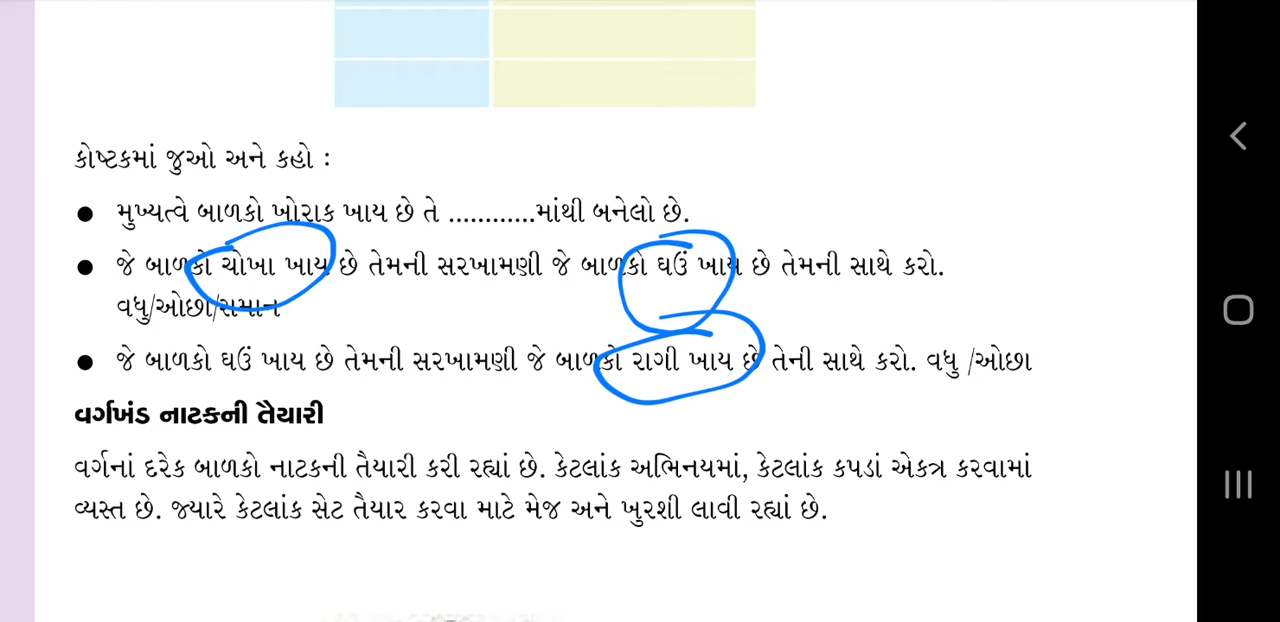 કોષ્ટકમાં જુઓ અને કહો :
● મુખ્યત્વે બાળકો ખોરાક ખાય છે તે ............માંથી બનેલો છે.
● જે બાળકો ચોખા ખાય છે તેમની સરખામણી જે બાળકો ઘઉં ખાય છે તેમની સાથે કરો.
વધુ/ઓછા/સમાન
● જે બાળકો ઘઉં ખાય છે તેમની સરખામણી જે બાળકો રાગી ખાય છે તેની સાથે કરો. વધુ /ઓછા
વર્ગખંડ નાટકની તૈયારી
વર્ગનાં દરેક બાળકો નાટકની તૈયારી કરી રહ્યાં છે. કેટલાંક અભિનયમાં, કેટલાંક કપડાં એકત્ર કરવામાં
વ્યસ્ત છે. જ્યારે કેટલાંક સેટ તૈયાર કરવા માટે મેજ અને ખુરશી લાવી રહ્યાં છે.